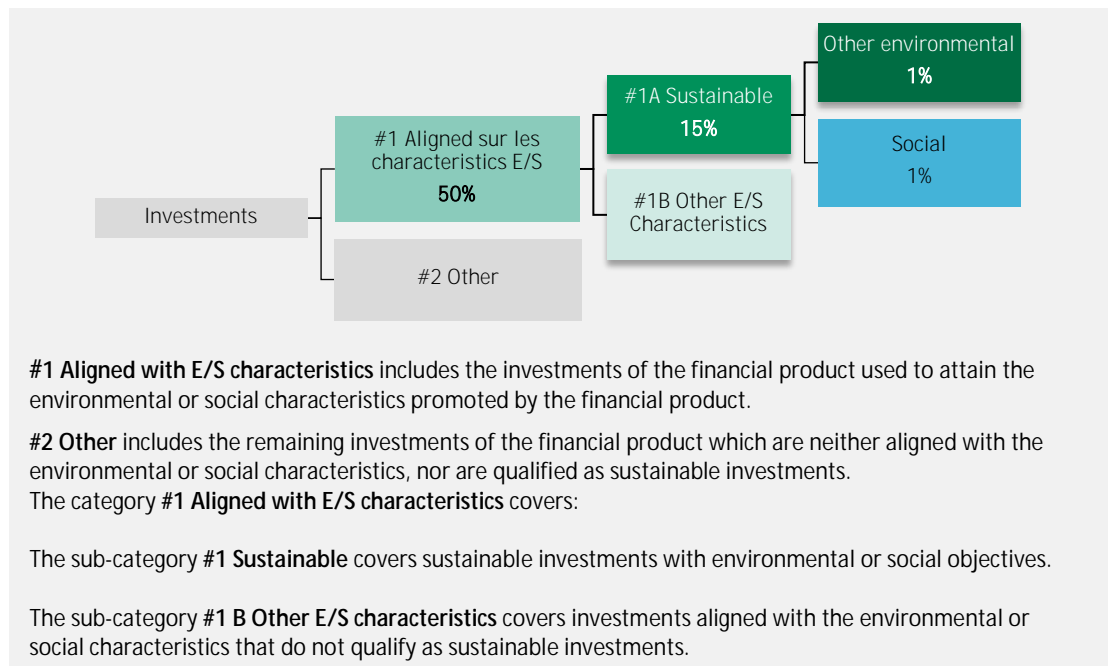 Other environmental
1%
#1A Sustainable
15%
#1 Aligned sur les
characteristics E/S
50%
Social
1%
#1B Other E/S
Characteristics
Investments
#2 Other
#1 Aligned with E/S characteristics includes the investments of the financial product used to attain the
environmental or social characteristics promoted by the financial product.
#2 Other includes the remaining investments of the financial product which are neither aligned with the
environmental or social characteristics, nor are qualified as sustainable investments.
The category #1 Aligned with E/S characteristics covers:
The sub-category #1 Sustainable covers sustainable investments with environmental or social objectives.
The sub-category #1 B Other E/S characteristics covers investments aligned with the environmental or
social characteristics that do not qualify as sustainable investments.